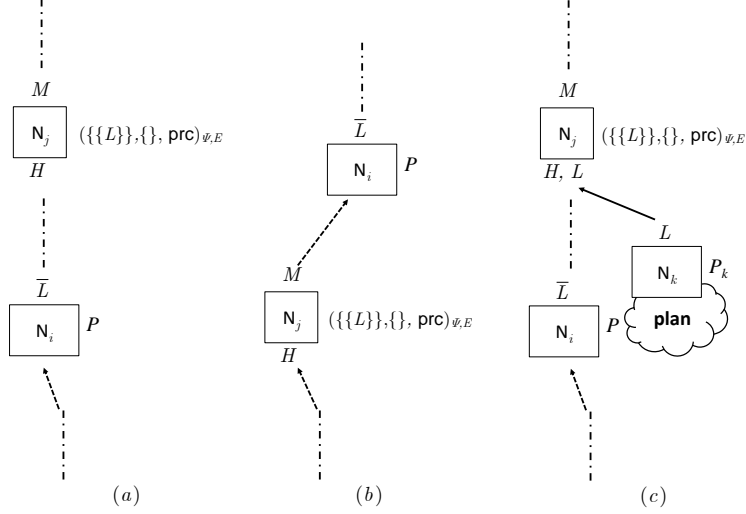 M
N_j ({{L}},{}, prc)_{Ψ,E}
H
L̅
N_i P
(a)
L̅
N_i P
M
N_j ({{L}},{}, prc)_{Ψ,E}
H
(b)
M
N_j ({{L}},{}, prc)_{Ψ,E}
H, L
L
N_k P_k
plan
L̅
N_i P
(c)